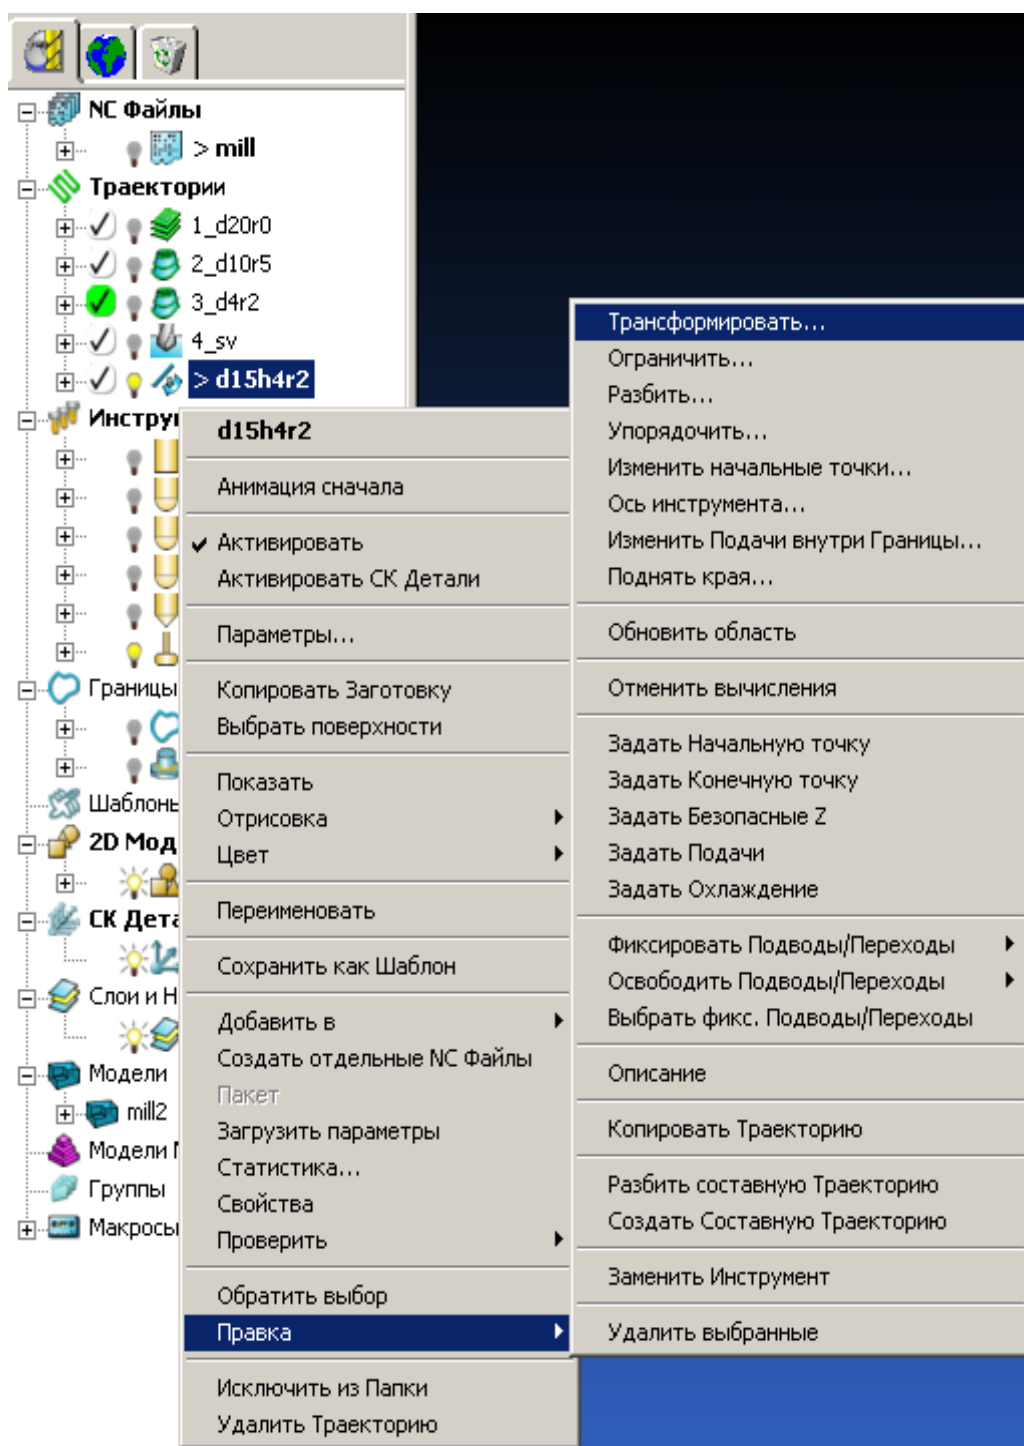 NC Файлы
> mill
Траектории
1_d20r0
2_d10r5
3_d4r2
4_sv
> d15h4r2
Границы
2D Мод
СК Дета
Слои и Н
Модели
mill2
Модели
Группы
Макросы
d15h4r2
Анимация сначала
Активировать
Активировать СК Детали
Параметры...
Копировать Заготовку
Выбрать поверхности
Показать
Отрисовка
Цвет
Переименовать
Сохранить как Шаблон
Добавить в
Создать отдельные NC Файлы
Пакет
Загрузить параметры
Статистика...
Свойства
Проверить
Обратить выбор
Правка
Исключить из Папки
Удалить Траекторию
Трансформировать...
Ограничить...
Разбить...
Упорядочить...
Изменить начальные точки...
Ось инструмента...
Изменить Подачи внутри Границы...
Поднять края...
Обновить область
Отменить вычисления
Задать Начальную точку
Задать Конечную точку
Задать Безопасные Z
Задать Подачи
Задать Охлаждение
Фиксировать Подводы/Переходы
Освободить Подводы/Переходы
Выбрать фикс. Подводы/Переходы
Описание
Копировать Траекторию
Разбить составную Траекторию
Создать Составную Траекторию
Заменить Инструмент
Удалить выбранные